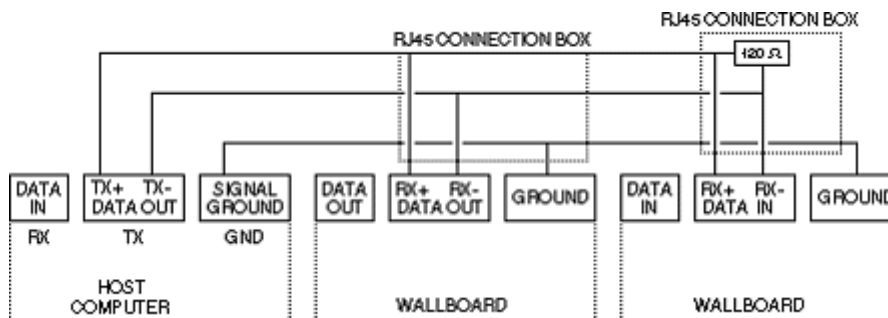 RJ45 CONNECTION BOX
RJ45 CONNECTION BOX
120 Ω
DATA IN
TX+ TX-
DATA OUT
SIGNAL GROUND
DATA OUT
RX+ RX-
DATA OUT
GROUND
DATA IN
RX+ RX-
DATA IN
GROUND
RX
TX
GND
HOST COMPUTER
WALLBOARD
WALLBOARD